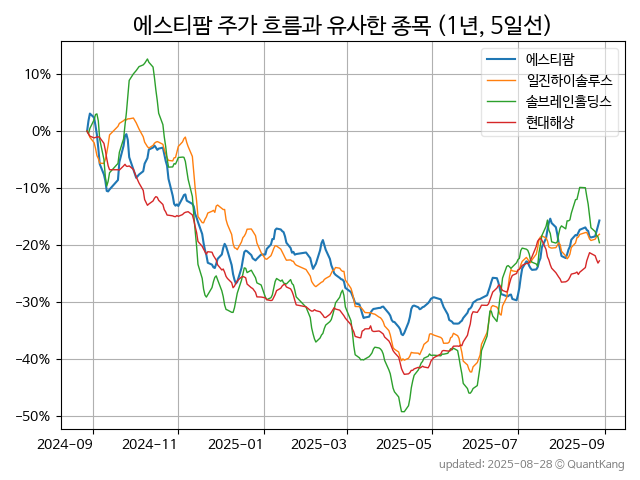 에스티팜 주가 흐름과 유사한 종목 (1년, 5일선)
에스티팜
일진하이솔루스
솔브레인홀딩스
현대해상
10%
0%
−10%
−20%
−30%
−40%
−50%
2024-09 2024-11 2025-01 2025-03 2025-05 2025-07 2025-09
updated: 2025-08-28 © QuantKang